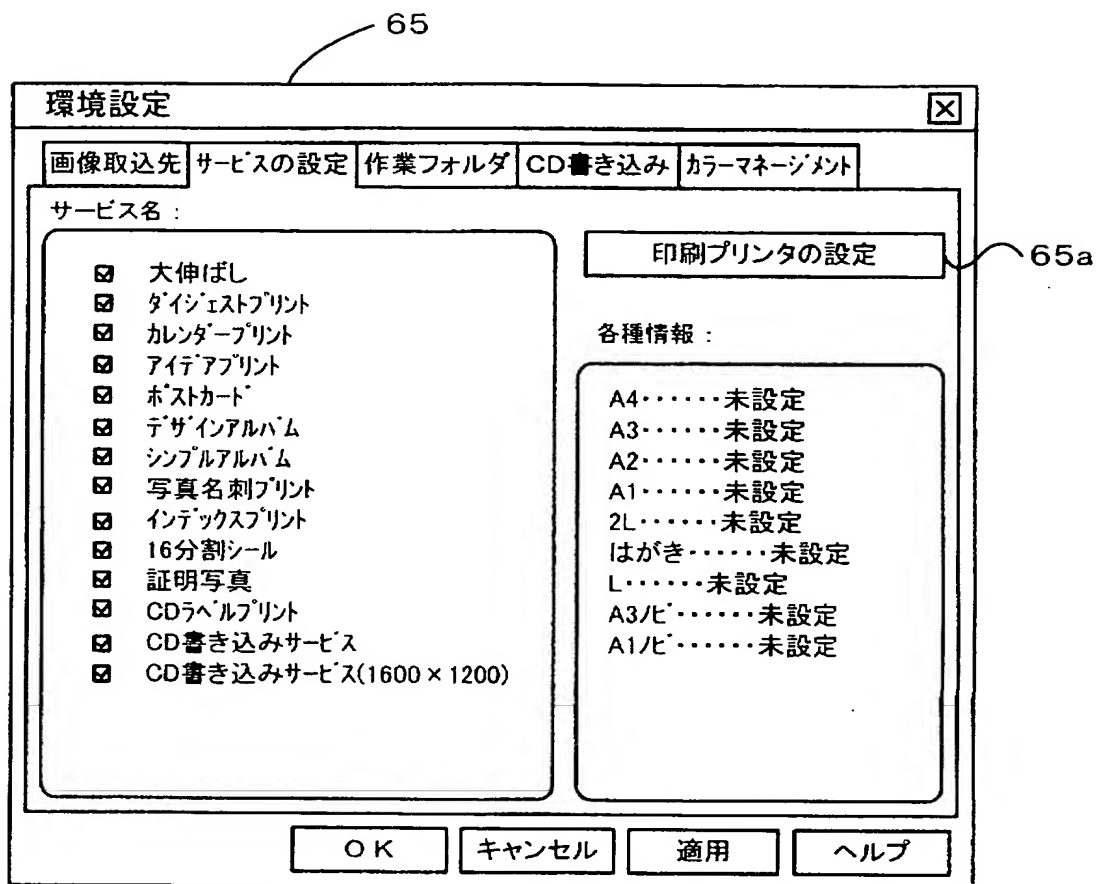 65
環境設定
画像取込先 サービスの設定 作業フォルダ CD書き込み カラーマネージメント
サービス名：
大伸ばし
ダイジェストプリント
カレンダープリント
アイデアプリント
ポストカード
デザインアルバム
シンプルアルバム
写真名刺プリント
インデックスプリント
16分割シール
証明写真
CDラベルプリント
CD書き込みサービス
CD書き込みサービス(1600×1200)
印刷プリンタの設定
65a
各種情報：
A4・・・・・・未設定
A3・・・・・・未設定
A2・・・・・・未設定
A1・・・・・・未設定
2L・・・・・・未設定
はがき・・・・・・未設定
L・・・・・・未設定
A3ノビ・・・・・・未設定
A1ノビ・・・・・・未設定
OK キャンセル 適用 ヘルプ